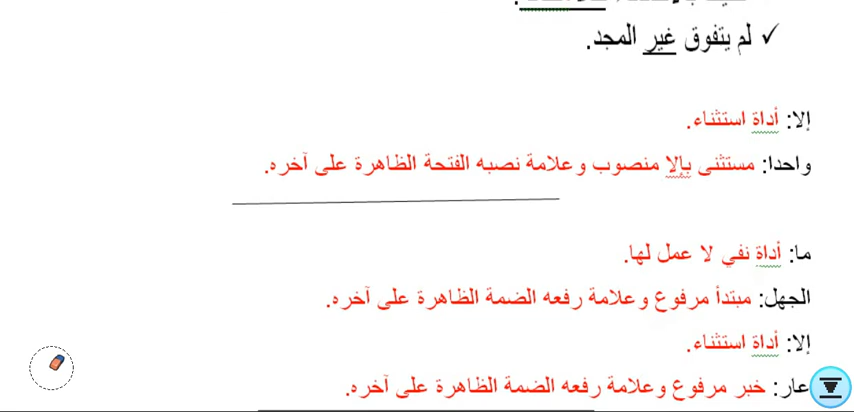 ✓ لم يتفوق غير المجد.
إلا: أداة استثناء.
واحدا: مستثنى بإلا منصوب وعلامة نصبه الفتحة الظاهرة على آخره.
ما: أداة نفي لا عمل لها.
الجهل: مبتدأ مرفوع وعلامة رفعه الضمة الظاهرة على آخره.
إلا: أداة استثناء.
عار: خبر مرفوع وعلامة رفعه الضمة الظاهرة على آخره.